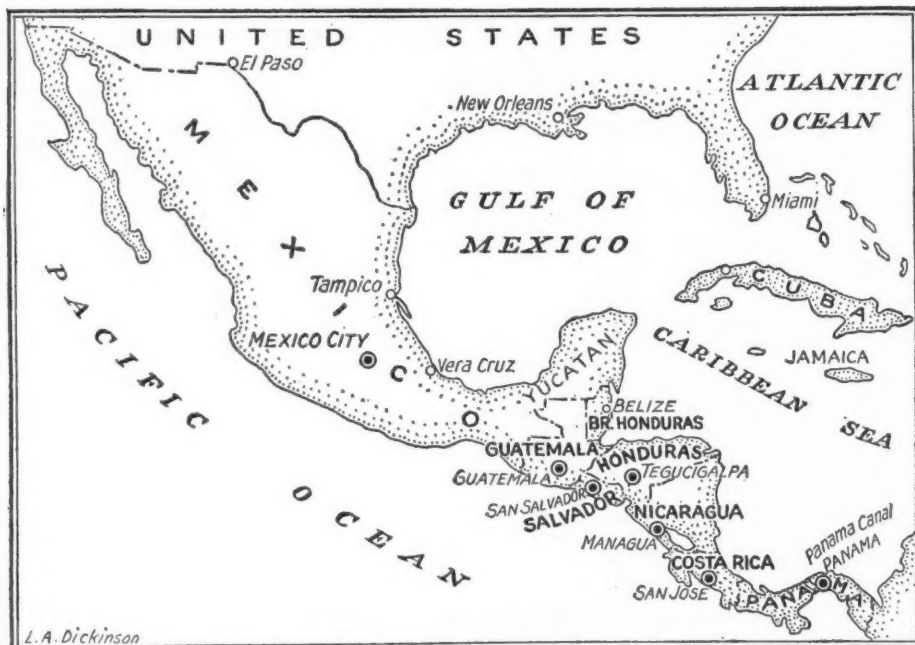 UNITED STATES
El Paso
New Orleans
ATLANTIC
OCEAN
MEXICO
GULF OF
MEXICO
Miami
Tampico
CUBA
PACIFIC OCEAN
MEXICO CITY
Vera Cruz
YUCATAN
CARIBBEAN SEA
JAMAICA
BELIZE
BR. HONDURAS
GUATEMALA
GUATEMALA
HONDURAS
TEGUCIGALPA
SAN SALVADOR
SALVADOR
NICARAGUA
MANAGUA
COSTA RICA
SAN JOSE
Panama Canal
PANAMA
PANAMA
L. A. Dickinson